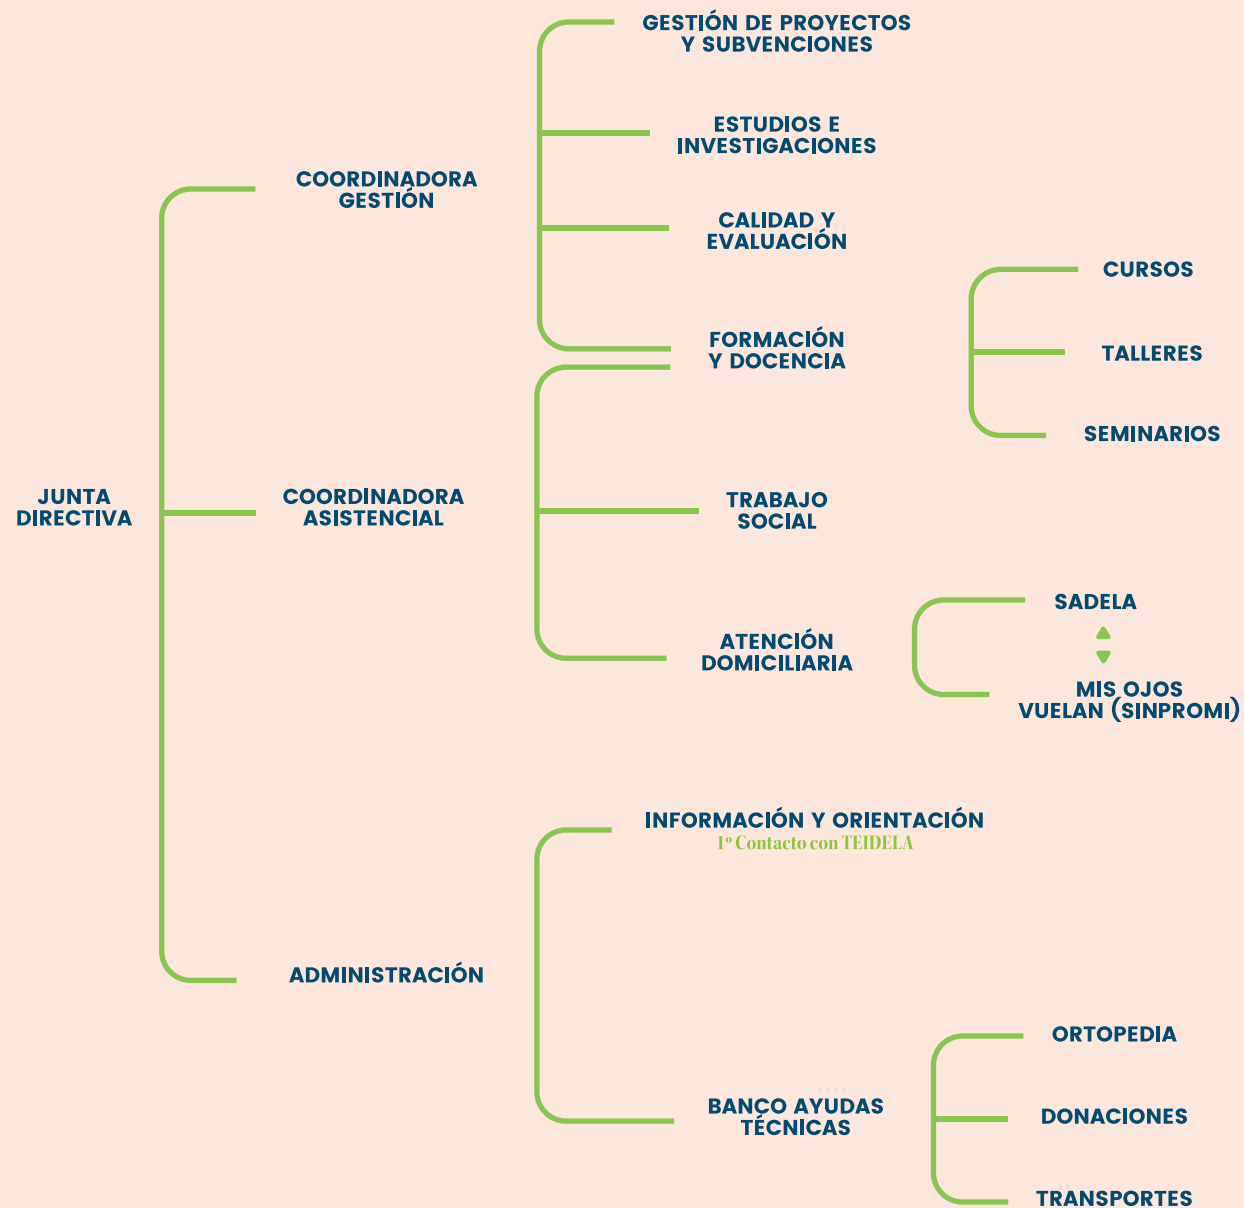 GESTIÓN DE PROYECTOS
Y SUBVENCIONES
ESTUDIOS E
INVESTIGACIONES
COORDINADORA
GESTIÓN
CALIDAD Y
EVALUACIÓN
CURSOS
FORMACIÓN
Y DOCENCIA
TALLERES
SEMINARIOS
JUNTA
DIRECTIVA
COORDINADORA
ASISTENCIAL
TRABAJO
SOCIAL
SADELA
ATENCIÓN
DOMICILIARIA
MIS OJOS
VUELAN (SINPROMI)
INFORMACIÓN Y ORIENTACIÓN
1º Contacto con TEIDELA
ADMINISTRACIÓN
ORTOPEDIA
BANCO AYUDAS
TÉCNICAS
DONACIONES
TRANSPORTES